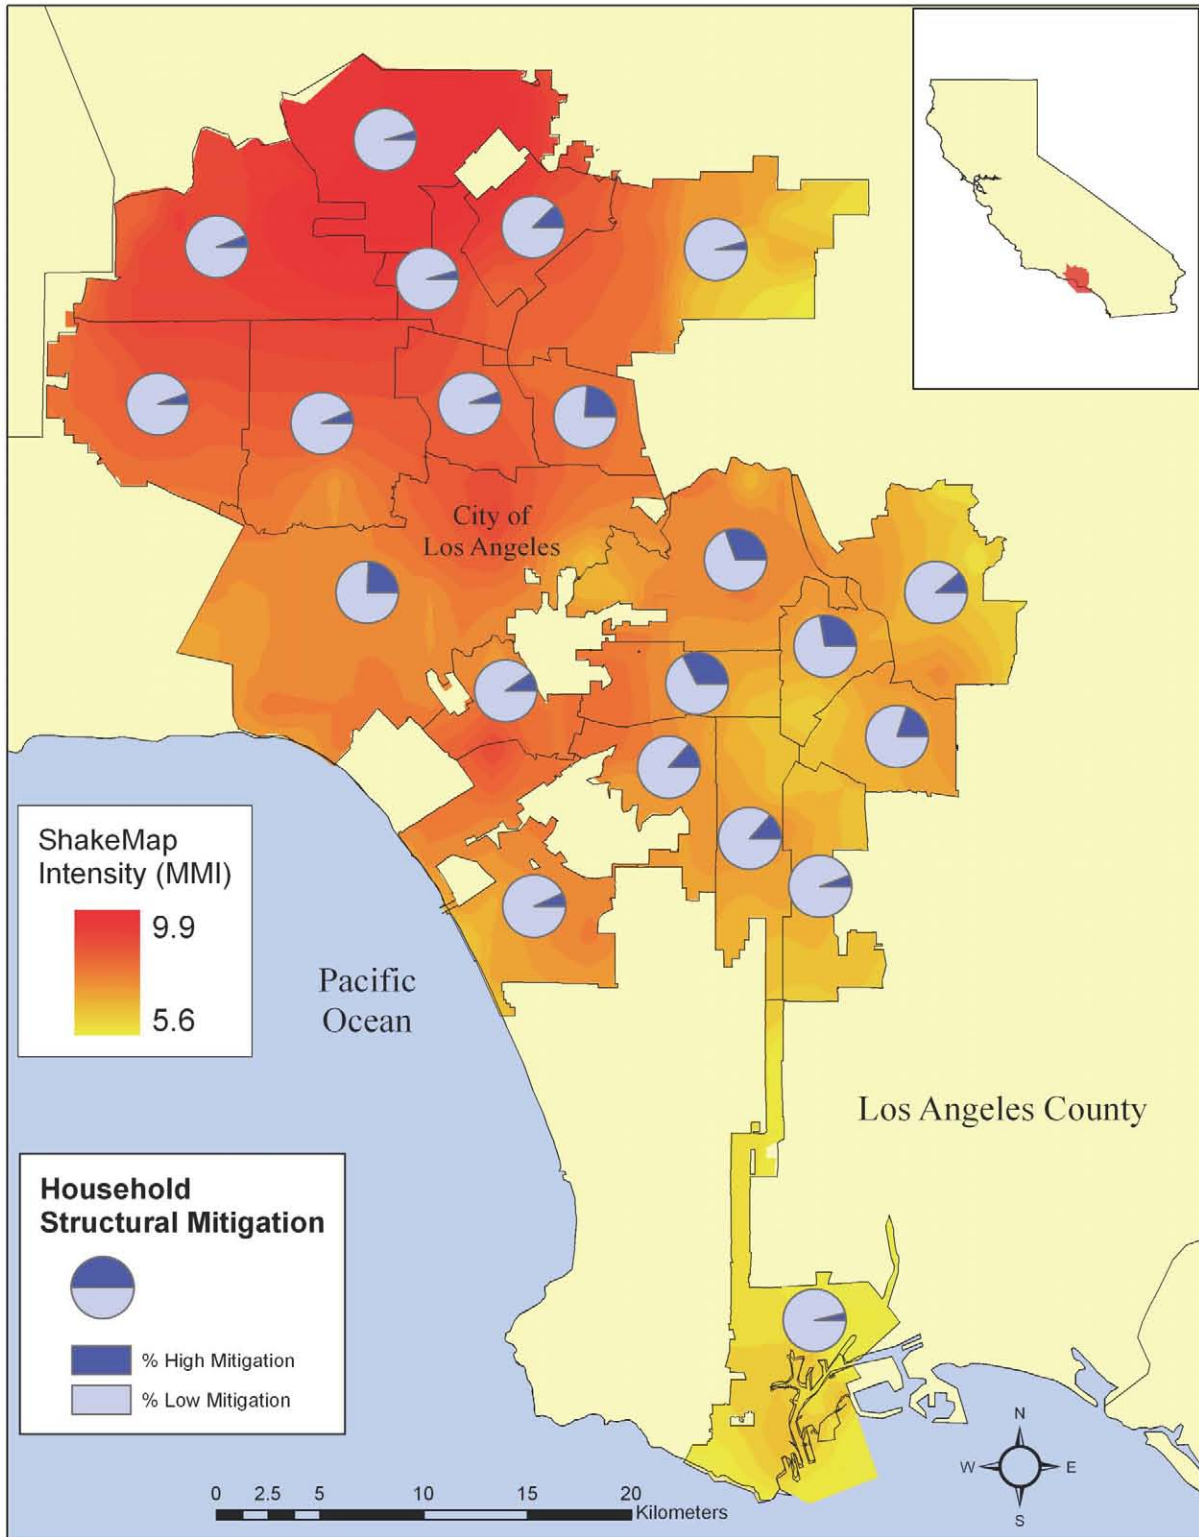 City of
Los Angeles
ShakeMap
Intensity (MMI)
9.9
5.6
Pacific
Ocean
Los Angeles County
Household
Structural Mitigation
% High Mitigation
% Low Mitigation
N
W E
S
0 2.5 5 10 15 20
Kilometers